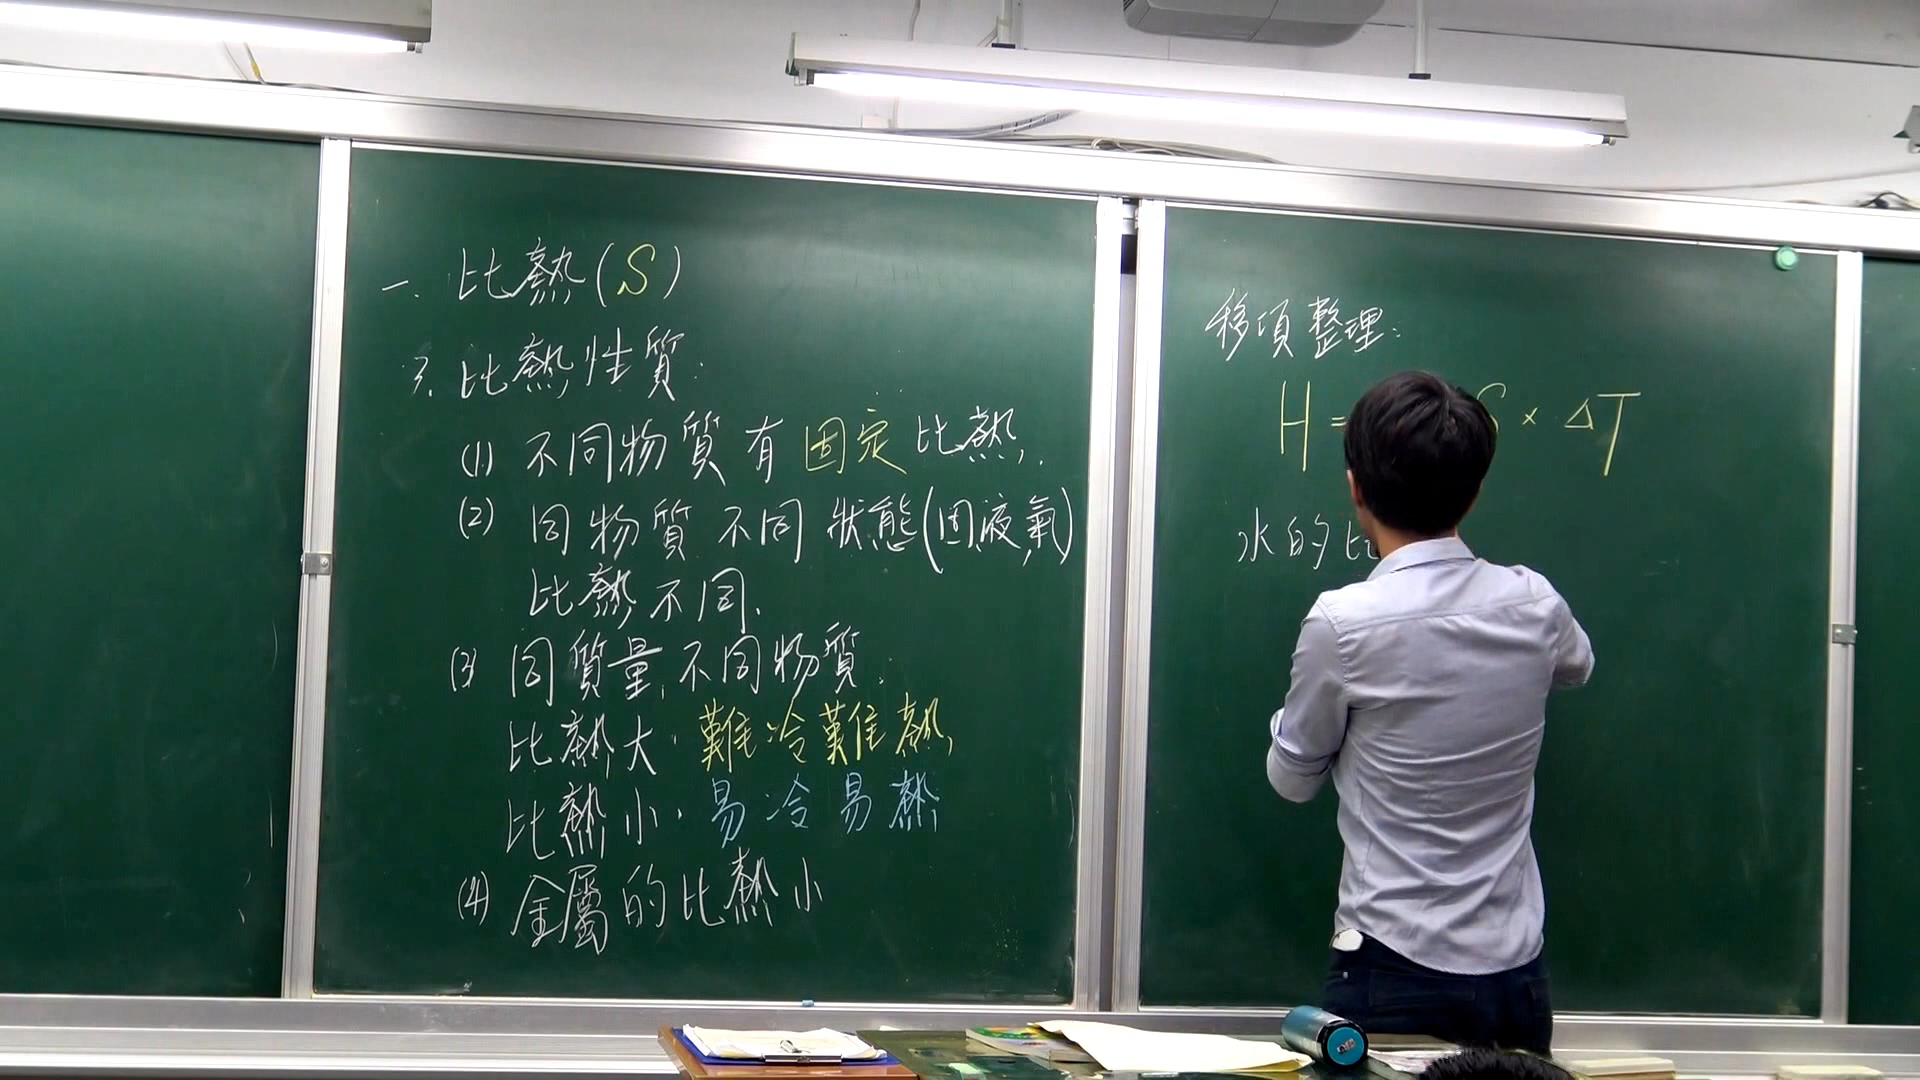 一. 比熱(S)
3. 比熱性質:
(1) 不同物質有固定比熱.
(2) 同物質不同狀態(固,液,氣)
比熱不同.
(3) 同質量,不同物質:
比熱大:難冷難熱,
比熱小:易冷易熱
(4) 金屬的比熱小
移項整理:
H = S × ΔT
水的比